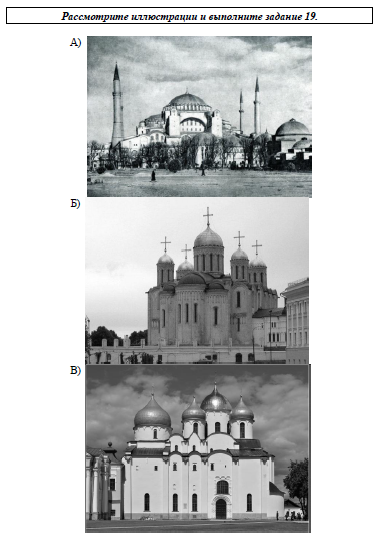 Рассмотрите иллюстрации и выполните задание 19.
А)
Б)
В)